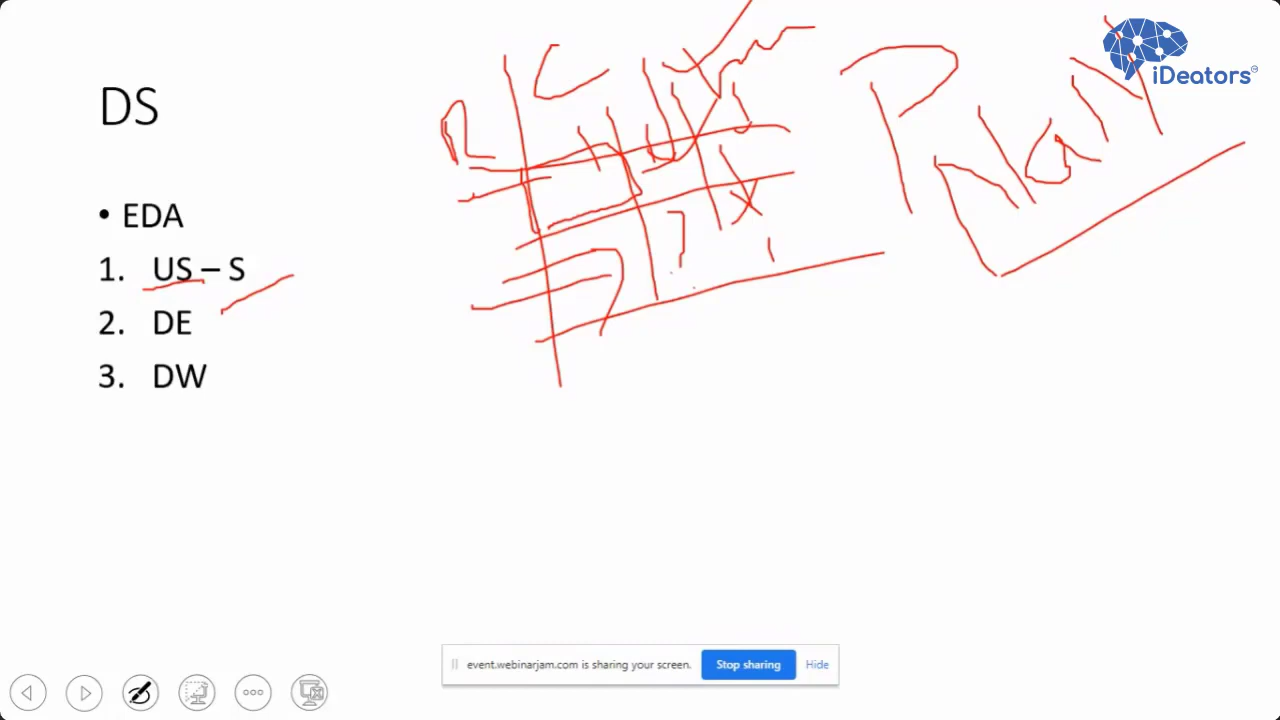 iDeators
DS
R
C
P
NaN
• EDA
1. US – S
2. DE
3. DW
event.webinarjam.com is sharing your screen.
Stop sharing
Hide